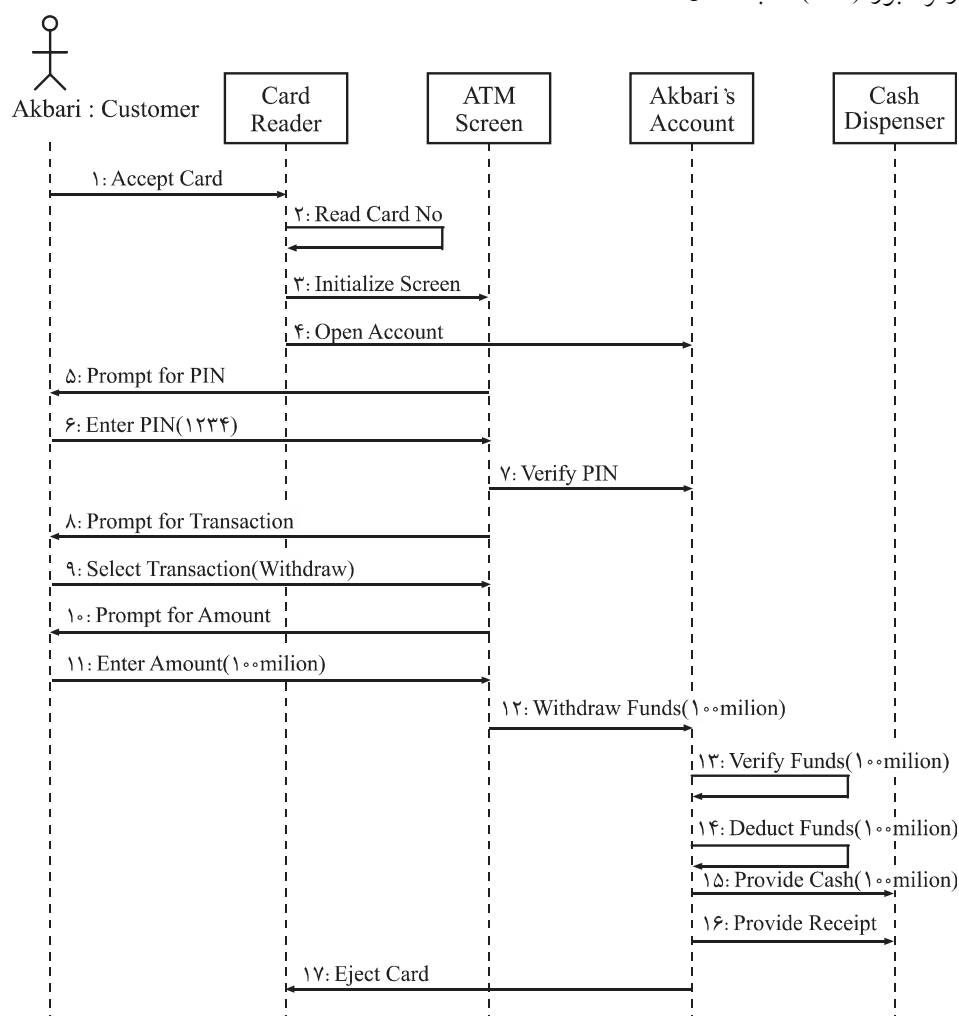 Akbari : Customer
Card
Reader
ATM
Screen
Akbari's
Account
Cash
Dispenser
۱: Accept Card
۲: Read Card No
۳: Initialize Screen
۴: Open Account
۵: Prompt for PIN
۶: Enter PIN(۱۲۳۴)
۷: Verify PIN
۸: Prompt for Transaction
۹: Select Transaction(Withdraw)
۱۰: Prompt for Amount
۱۱: Enter Amount(۱۰۰milion)
۱۲: Withdraw Funds(۱۰۰milion)
۱۳: Verify Funds(۱۰۰milion)
۱۴: Deduct Funds(۱۰۰milion)
۱۵: Provide Cash(۱۰۰milion)
۱۶: Provide Receipt
۱۷: Eject Card